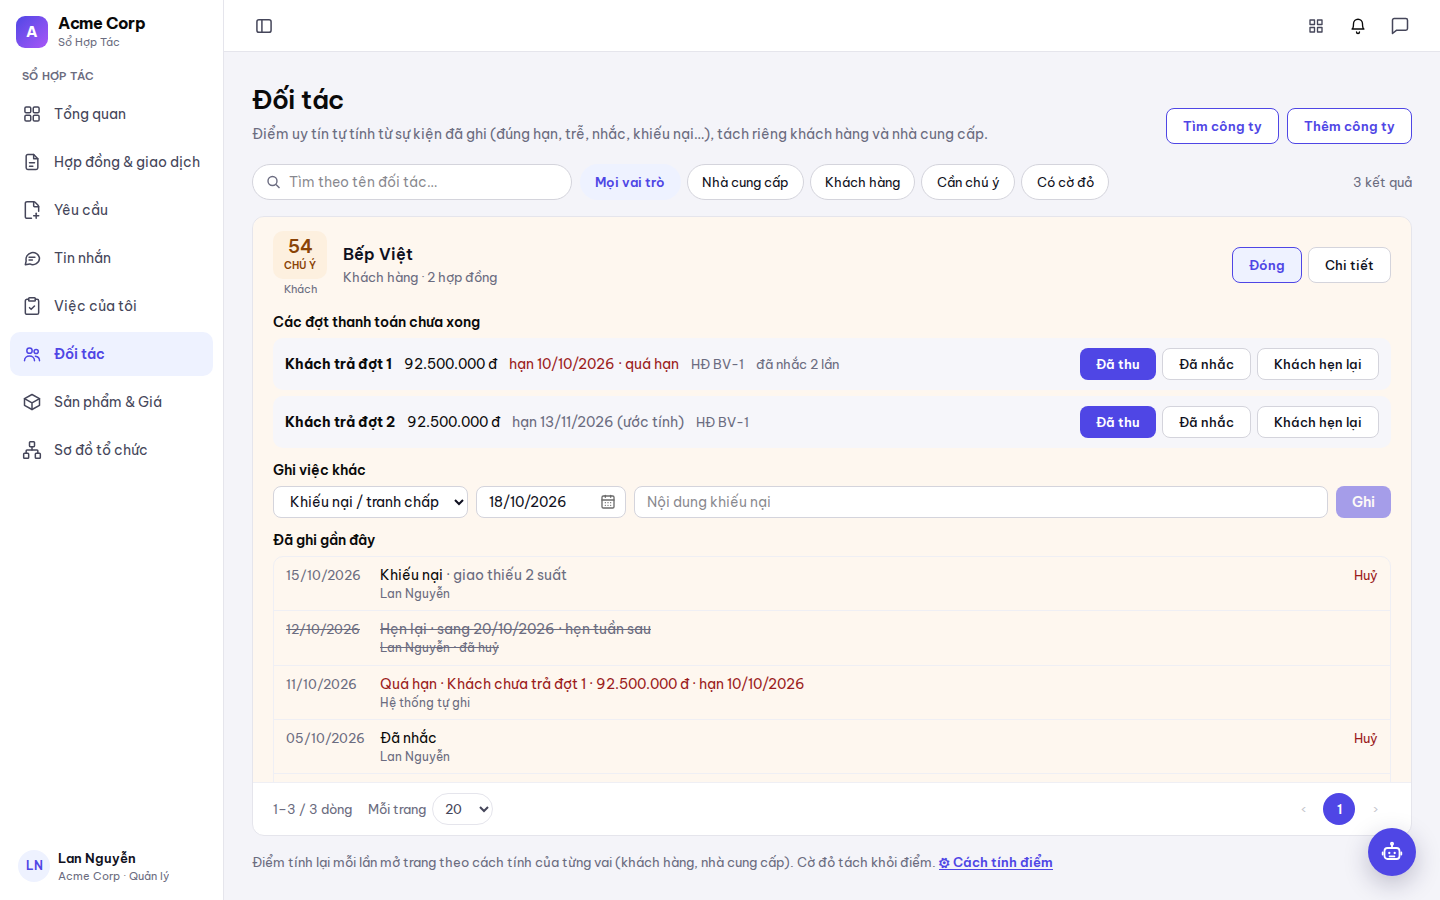 A
Acme Corp
Sổ Hợp Tác
SỔ HỢP TÁC
Tổng quan
Hợp đồng & giao dịch
Yêu cầu
Tin nhắn
Việc của tôi
Đối tác
Sản phẩm & Giá
Sơ đồ tổ chức
LN
Lan Nguyễn
Acme Corp · Quản lý
Đối tác
Điểm uy tín tự tính từ sự kiện đã ghi (đúng hạn, trễ, nhắc, khiếu nại...), tách riêng khách hàng và nhà cung cấp.
Tìm công ty
Thêm công ty
Tìm theo tên đối tác...
Mọi vai trò
Nhà cung cấp
Khách hàng
Cần chú ý
Có cờ đỏ
3 kết quả
54
CHÚ Ý
Khách
Bếp Việt
Khách hàng · 2 hợp đồng
Đóng
Chi tiết
Các đợt thanh toán chưa xong
Khách trả đợt 1 92.500.000 đ hạn 10/10/2026 · quá hạn HĐ BV-1 đã nhắc 2 lần Đã thu Đã nhắc Khách hẹn lại
Khách trả đợt 2 92.500.000 đ hạn 13/11/2026 (ước tính) HĐ BV-1 Đã thu Đã nhắc Khách hẹn lại
Ghi việc khác
Khiếu nại / tranh chấp 18/10/2026 Nội dung khiếu nại Ghi
Đã ghi gần đây
15/10/2026 Khiếu nại · giao thiếu 2 suất Huỷ
Lan Nguyễn
12/10/2026 Hẹn lại · sang 20/10/2026 · hẹn tuần sau
Lan Nguyễn · đã huỷ
11/10/2026 Quá hạn · Khách chưa trả đợt 1 · 92.500.000 đ · hạn 10/10/2026
Hệ thống tự ghi
05/10/2026 Đã nhắc Huỷ
Lan Nguyễn
1–3 / 3 dòng Mỗi trang 20 ‹ 1 ›
Điểm tính lại mỗi lần mở trang theo cách tính của từng vai (khách hàng, nhà cung cấp). Cờ đỏ tách khỏi điểm. ⚙ Cách tính điểm